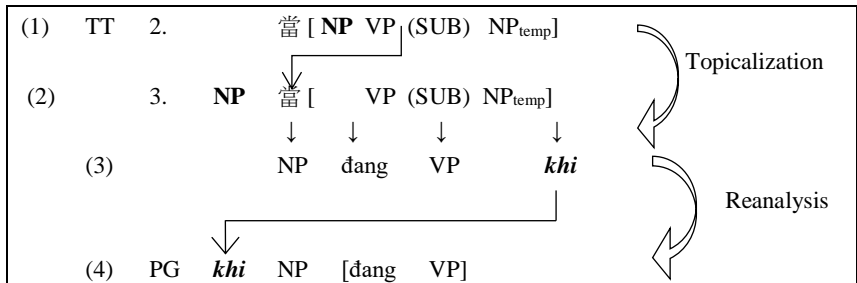 (1) TT 2. 當 [ NP VP (SUB) NPtemp]
Topicalization
(2) 3. NP 當 [ VP (SUB) NPtemp]
↓ ↓ ↓ ↓
(3) NP đang VP khi
Reanalysis
(4) PG khi NP [đang VP]